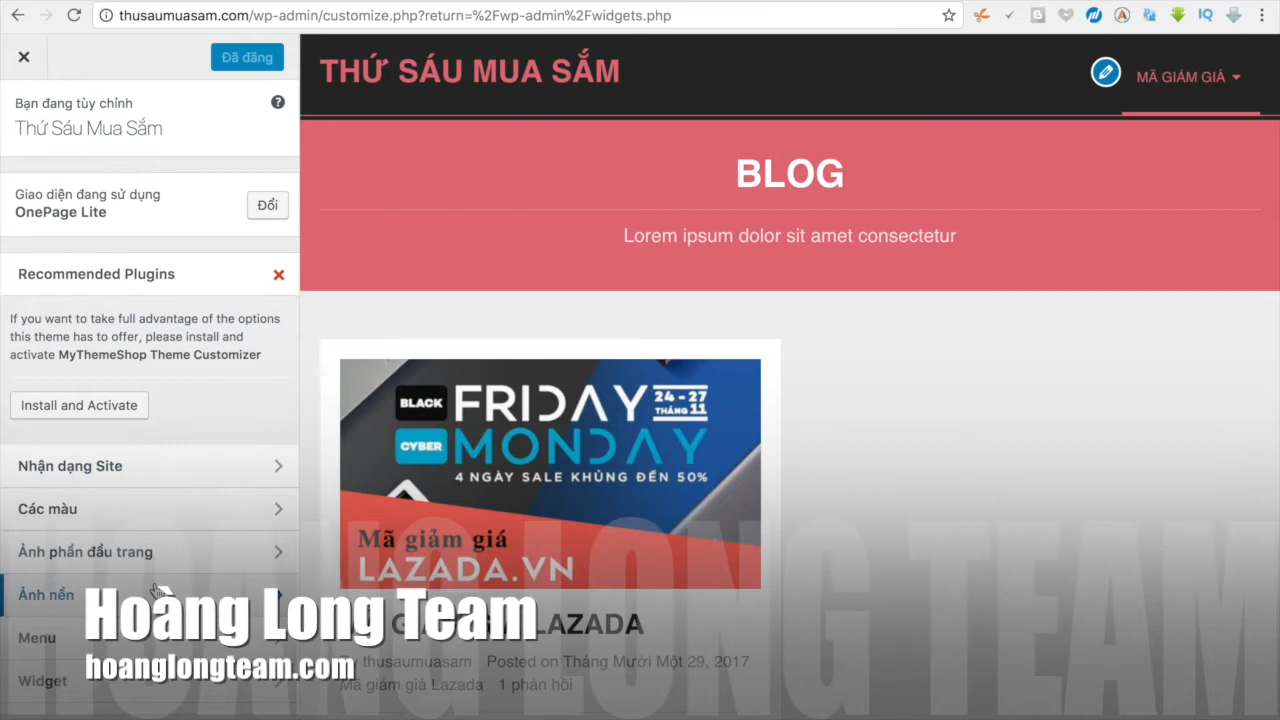 thusaumuasam.com/wp-admin/customize.php?return=%2Fwp-admin%2Fwidgets.php
IQ
Đã đăng
Bạn đang tùy chỉnh
Thứ Sáu Mua Sắm
Giao diện đang sử dụng
OnePage Lite
Đổi
Recommended Plugins
If you want to take full advantage of the options
this theme has to offer, please install and
activate MyThemeShop Theme Customizer
Install and Activate
Nhận dạng Site
Các màu
Ảnh phần đầu trang
Ảnh nền
Menu
Widget
THỨ SÁU MUA SẮM
MÃ GIẢM GIÁ
BLOG
Lorem ipsum dolor sit amet consectetur
BLACK FRIDAY 24 - 27
THÁNG 11
CYBER MONDAY
4 NGÀY SALE KHỦNG ĐẾN 50%
Mã giảm giá
LAZADA.VN
LAZADA
thusaumuasam Posted on Tháng Mười Một 29, 2017
Mã giảm giá Lazada 1 phản hồi
HOANG LONG TEAM
Hoàng Long Team
hoanglongteam.com